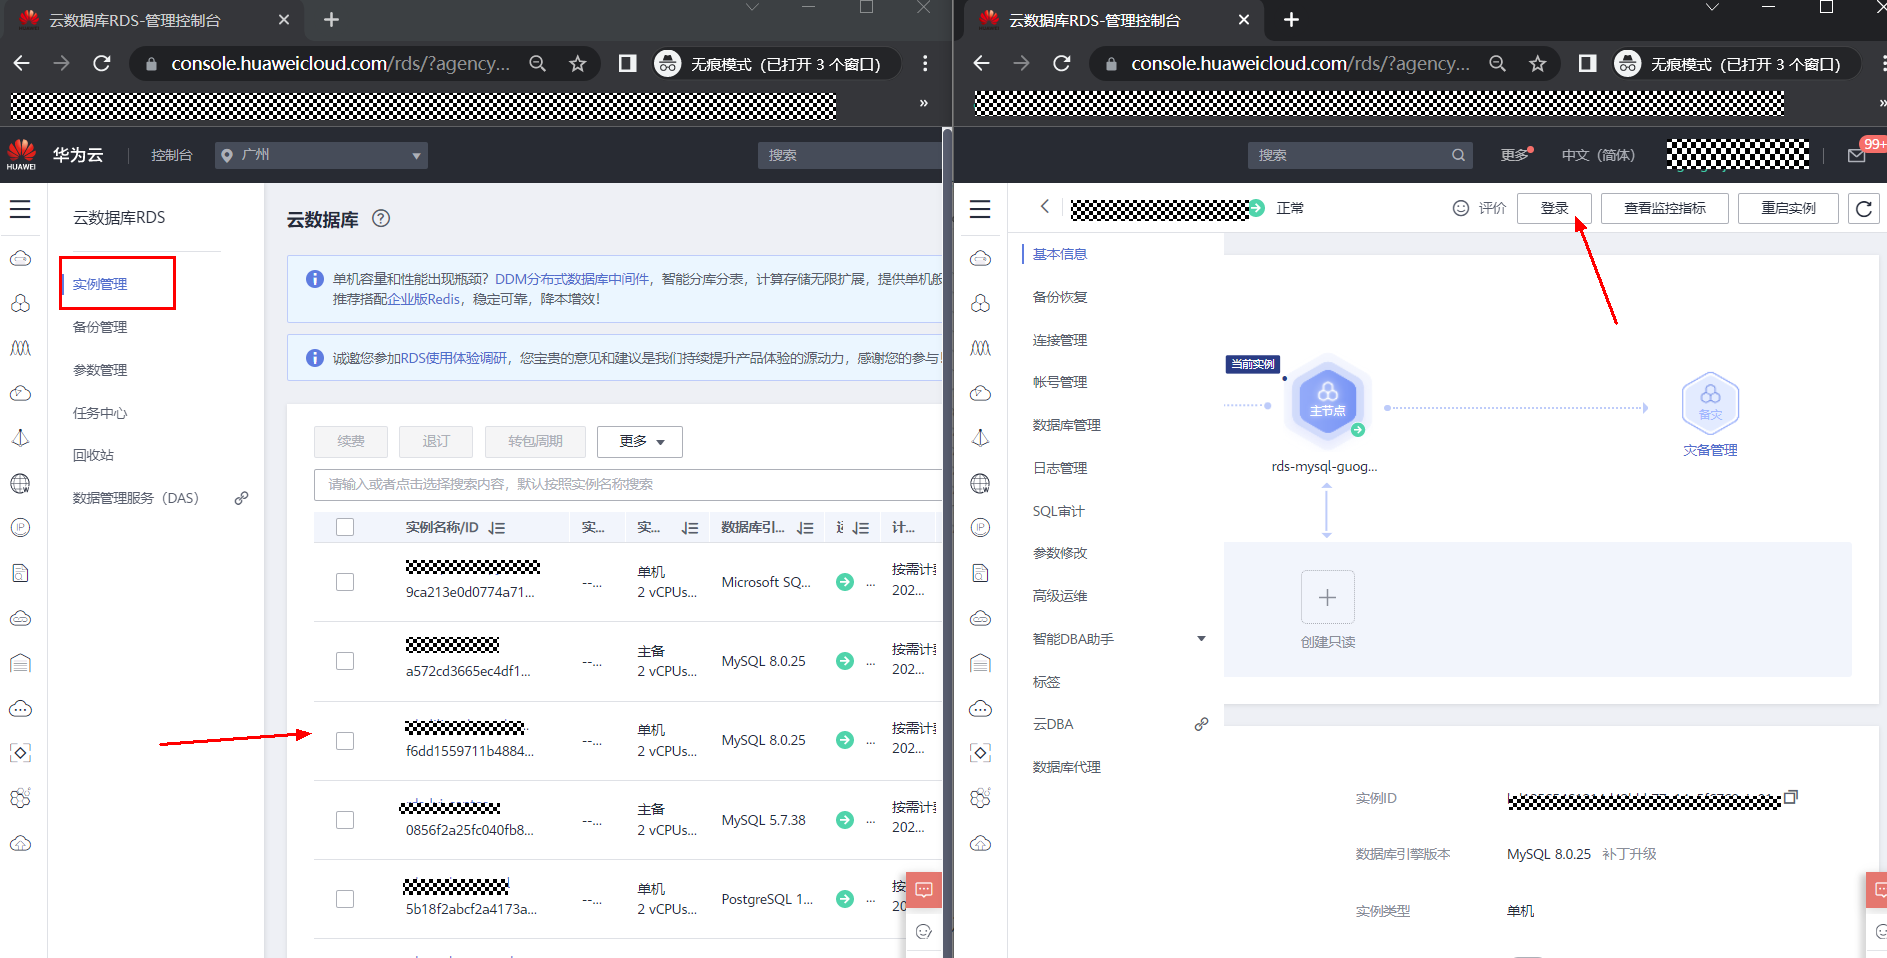 云数据库RDS-管理控制台
console.huaweicloud.com/rds/?agency...
无痕模式（已打开 3 个窗口）
»
HUAWEI
华为云
控制台
广州
搜索
云数据库RDS
实例管理
备份管理
参数管理
任务中心
回收站
数据管理服务（DAS）
云数据库
单机容量和性能出现瓶颈？DDM分布式数据库中间件，智能分库分表，计算存储无限扩展，提供单机般
推荐搭配企业版Redis，稳定可靠，降本增效！
诚邀您参加RDS使用体验调研，您宝贵的意见和建议是我们持续提升产品体验的源动力，感谢您的参与！
续费
退订
转包周期
更多
请输入或者点击选择搜索内容，默认按照实例名称搜索
实例名称/ID 实... 实... 数据库引... 计...
9ca213e0d0774a71...
--...
单机
2 vCPUs...
Microsoft SQ...
...
按需计费
202...
a572cd3665ec4df1...
--...
主备
2 vCPUs...
MySQL 8.0.25
...
按需计费
202...
f6dd1559711b4884...
--...
单机
2 vCPUs...
MySQL 8.0.25
...
按需计费
202...
0856f2a25fc040fb8...
--...
主备
2 vCPUs...
MySQL 5.7.38
...
按需计费
202...
5b18f2abcf2a4173a...
--...
单机
2 vCPUs...
PostgreSQL 1...
...
按
20
云数据库RDS-管理控制台
console.huaweicloud.com/rds/?agency...
无痕模式（已打开 3 个窗口）
»
搜索
更多
中文（简体）
99+
正常
评价
登录
查看监控指标
重启实例
基本信息
备份恢复
连接管理
帐号管理
数据库管理
日志管理
SQL审计
参数修改
高级运维
智能DBA助手
标签
云DBA
数据库代理
当前实例
主节点
rds-mysql-guog...
备灾
灾备管理
创建只读
实例ID
数据库引擎版本
MySQL 8.0.25 补丁升级
实例类型
单机